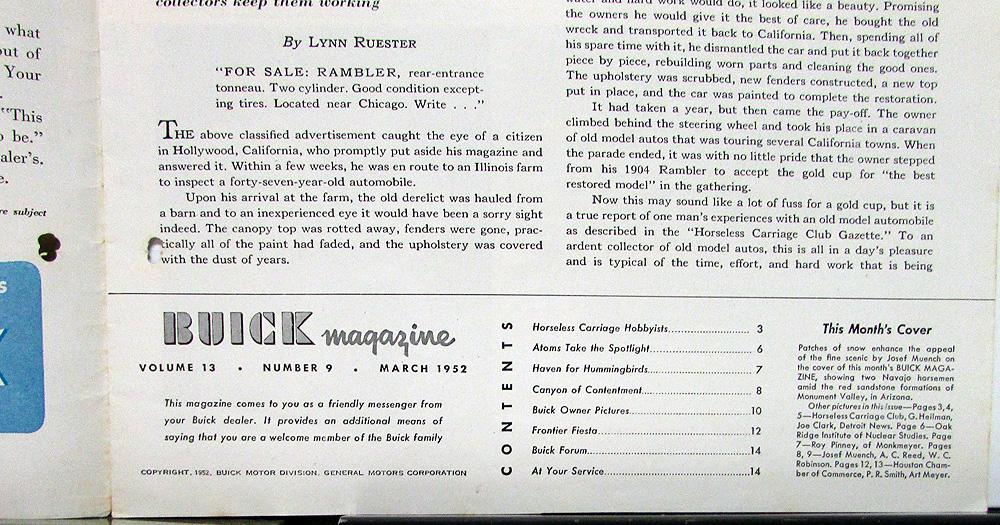 what
out of
Your
"This
o be."
aler's.
e.
re subject
s
collectors keep them working
By LYNN RUESTER
"FOR SALE: RAMBLER, rear-entrance
tonneau. Two cylinder. Good condition except-
ing tires. Located near Chicago. Write . . ."
THE above classified advertisement caught the eye of a citizen
in Hollywood, California, who promptly put aside his magazine and
answered it. Within a few weeks, he was en route to an Illinois farm
to inspect a forty-seven-year-old automobile.
Upon his arrival at the farm, the old derelict was hauled from
a barn and to an inexperienced eye it would have been a sorry sight
indeed. The canopy top was rotted away, fenders were gone, prac-
tically all of the paint had faded, and the upholstery was covered
with the dust of years.
water and hard work would do, it looked like a beauty. Promising
the owners he would give it the best of care, he bought the old
wreck and transported it back to California. Then, spending all of
his spare time with it, he dismantled the car and put it back together
piece by piece, rebuilding worn parts and cleaning the good ones.
The upholstery was scrubbed, new fenders constructed, a new top
put in place, and the car was painted to complete the restoration.
It had taken a year, but then came the pay-off. The owner
climbed behind the steering wheel and took his place in a caravan
of old model autos that was touring several California towns. When
the parade ended, it was with no little pride that the owner stepped
from his 1904 Rambler to accept the gold cup for "the best
restored model" in the gathering.
Now this may sound like a lot of fuss for a gold cup, but it is
a true report of one man's experiences with an old model automobile
as described in the "Horseless Carriage Club Gazette." To an
ardent collector of old model autos, this is all in a day's pleasure
and is typical of the time, effort, and hard work that is being
BUICK magazine
VOLUME 13 • NUMBER 9 • MARCH 1952
This magazine comes to you as a friendly messenger from
your Buick dealer. It provides an additional means of
saying that you are a welcome member of the Buick family
COPYRIGHT, 1952, BUICK MOTOR DIVISION, GENERAL MOTORS CORPORATION
CONTENTS
Horseless Carriage Hobbyists........................ 3
Atoms Take the Spotlight........................... 6
Haven for Hummingbirds........................... 7
Canyon of Contentment............................ 8
Buick Owner Pictures.............................. 10
Frontier Fiesta.................................... 12
Buick Forum..................................... 14
At Your Service................................... 14
This Month's Cover
Patches of snow enhance the appeal
of the fine scenic by Josef Muench on
the cover of this month's BUICK MAGA-
ZINE, showing two Navajo horsemen
amid the red sandstone formations of
Monument Valley, in Arizona.
Other pictures in this issue—Pages 3, 4,
5—Horseless Carriage Club, G. Heilman,
Joe Clark, Detroit News. Page 6—Oak
Ridge Institute of Nuclear Studies. Page
7—Roy Pinney, of Monkmeyer. Pages
8, 9—Josef Muench, A. C. Reed, W. C.
Robinson. Pages 12, 13—Houston Cham-
ber of Commerce, P. R. Smith, Art Meyer.